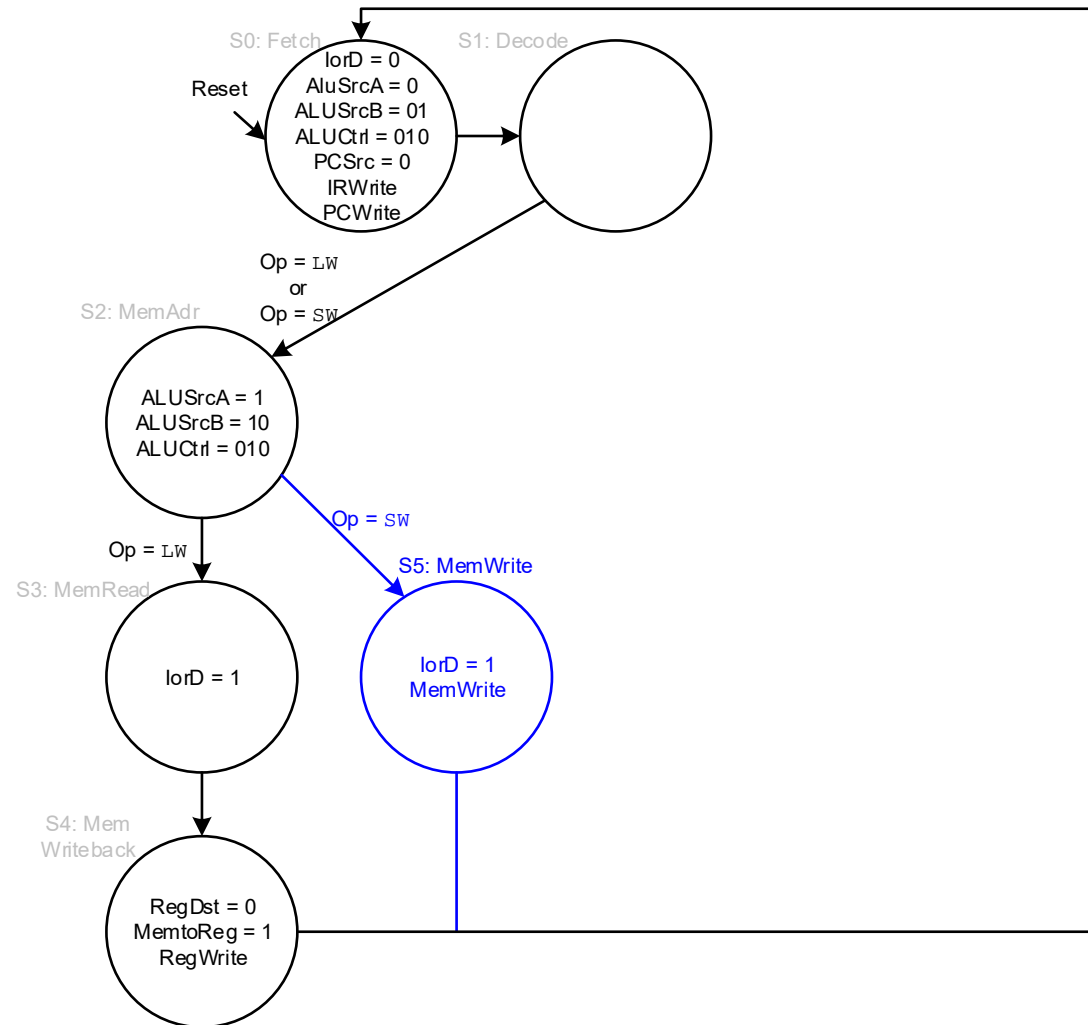 S0: Fetch
S1: Decode
Reset
IorD = 0
AluSrcA = 0
ALUSrcB = 01
ALUCtrl = 010
PCSrc = 0
IRWrite
PCWrite
Op = LW
or
Op = SW
S2: MemAdr
ALUSrcA = 1
ALUSrcB = 10
ALUCtrl = 010
Op = SW
Op = LW
S5: MemWrite
S3: MemRead
IorD = 1
IorD = 1
MemWrite
S4: Mem
Writeback
RegDst = 0
MemtoReg = 1
RegWrite